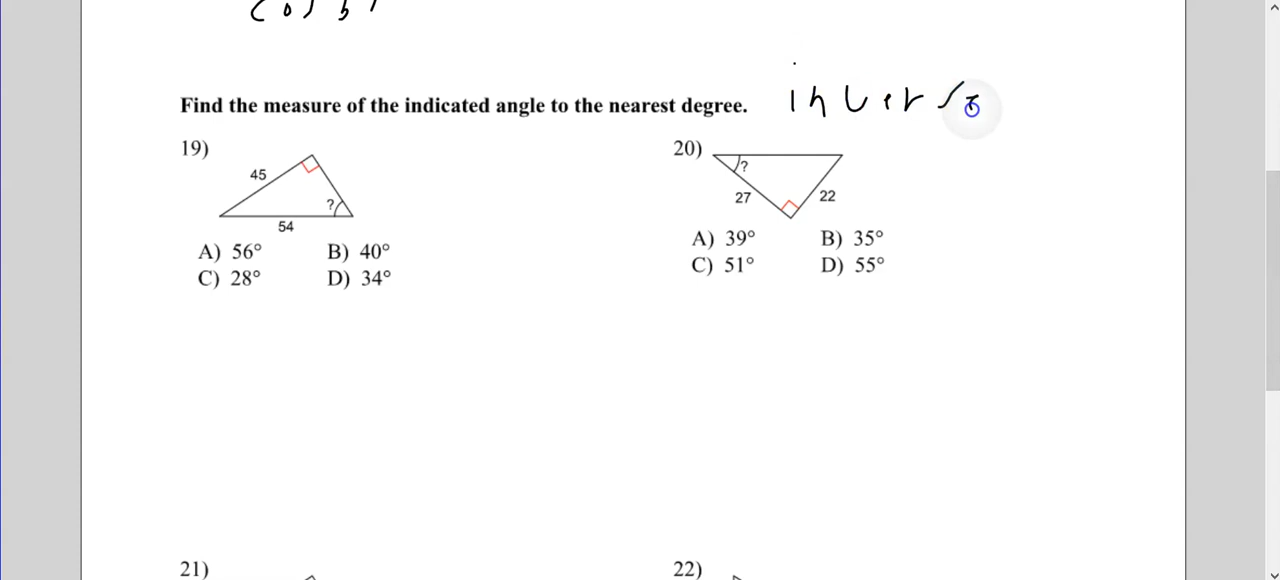 Find the measure of the indicated angle to the nearest degree. inverse
19)
45
?
54
A) 56° B) 40°
C) 28° D) 34°
20)
?
27
22
A) 39° B) 35°
C) 51° D) 55°
21)
22)